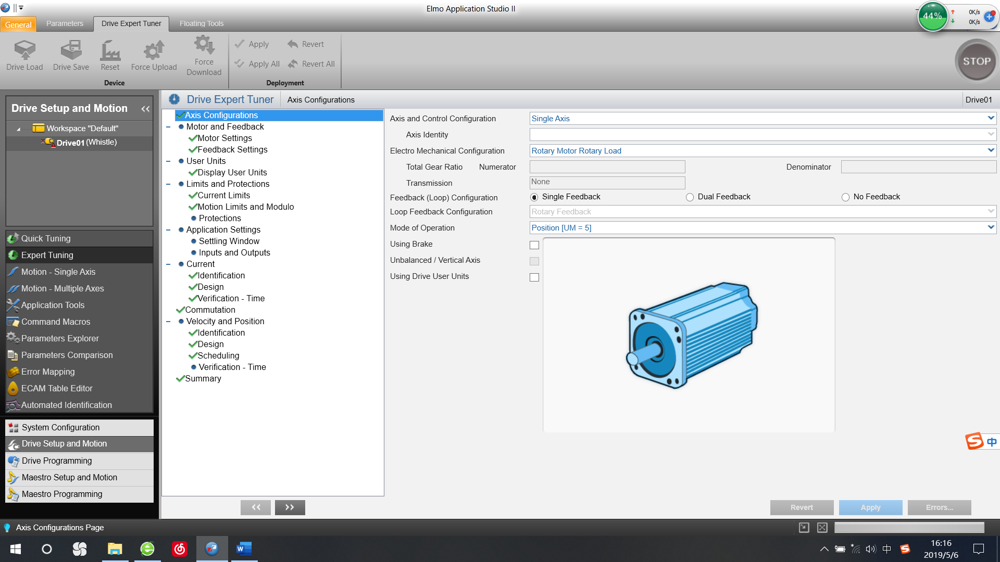 Elmo Application Studio II
44%
0K/s
0K/s
General
Parameters
Drive Expert Tuner
Floating Tools
Drive Load
Drive Save
Reset
Force Upload
Force
Download
Device
Apply
Revert
Apply All
Revert All
Deployment
STOP
Drive Setup and Motion
Workspace "Default"
Drive01 (Whistle)
Quick Tuning
Expert Tuning
Motion - Single Axis
Motion - Multiple Axes
Application Tools
Command Macros
Parameters Explorer
Parameters Comparison
Error Mapping
ECAM Table Editor
Automated Identification
System Configuration
Drive Setup and Motion
Drive Programming
Maestro Setup and Motion
Maestro Programming
Drive Expert Tuner
Axis Configurations
Drive01
Axis Configurations
Motor and Feedback
Motor Settings
Feedback Settings
User Units
Display User Units
Limits and Protections
Current Limits
Motion Limits and Modulo
Protections
Application Settings
Settling Window
Inputs and Outputs
Current
Identification
Design
Verification - Time
Commutation
Velocity and Position
Identification
Design
Scheduling
Verification - Time
Summary
<<
>>
Axis and Control Configuration
Single Axis
Axis Identity
Electro Mechanical Configuration
Rotary Motor Rotary Load
Total Gear Ratio
Numerator
Denominator
Transmission
None
Feedback (Loop) Configuration
Single Feedback
Dual Feedback
No Feedback
Loop Feedback Configuration
Rotary Feedback
Mode of Operation
Position [UM = 5]
Using Brake
Unbalanced / Vertical Axis
Using Drive User Units
S 中
Revert
Apply
Errors...
Axis Configurations Page
W
中
S
16:16
2019/5/6